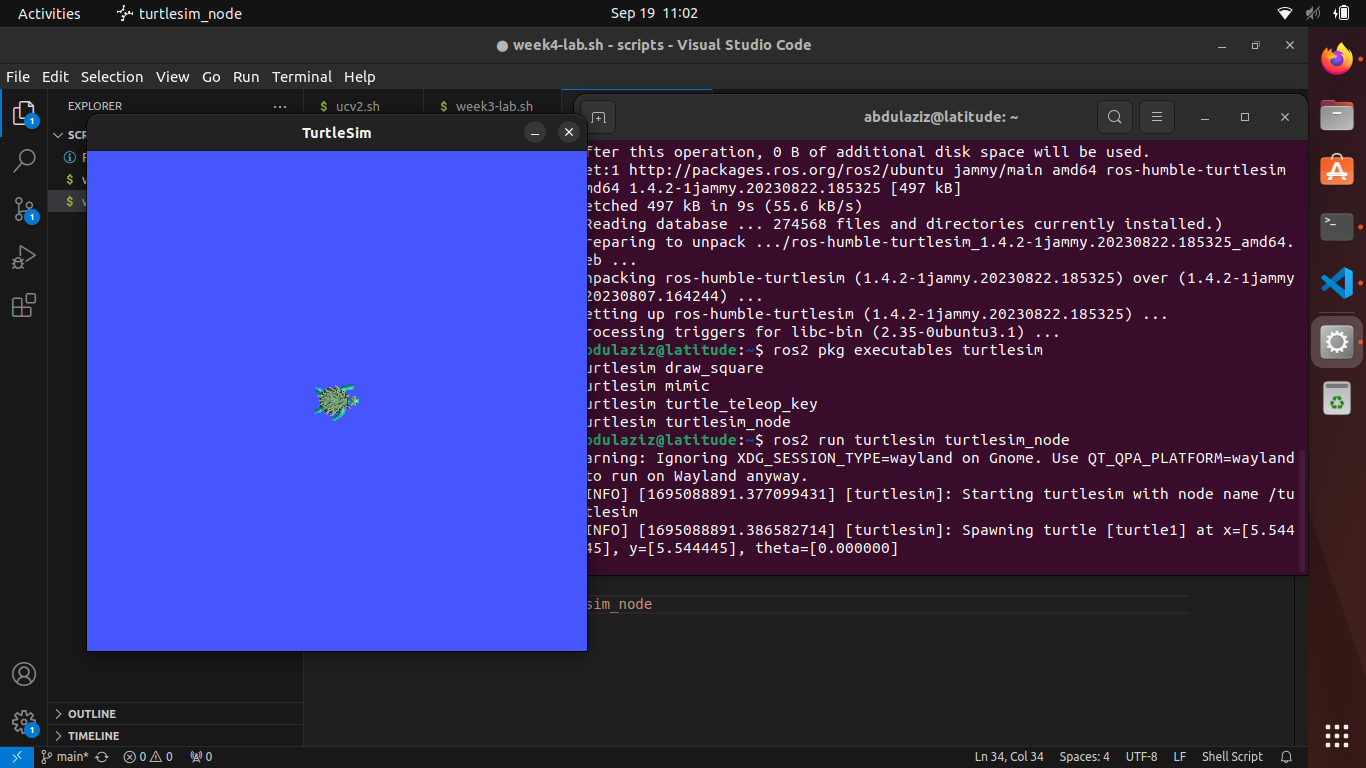 Activities
turtlesim_node
Sep 19 11:02
week4-lab.sh - scripts - Visual Studio Code
File Edit Selection View Go Run Terminal Help
EXPLORER
ucv2.sh
week3-lab.sh
TurtleSim
abdulaziz@latitude: ~
fter this operation, 0 B of additional disk space will be used.
et:1 http://packages.ros.org/ros2/ubuntu jammy/main amd64 ros-humble-turtlesim
md64 1.4.2-1jammy.20230822.185325 [497 kB]
etched 497 kB in 9s (55.6 kB/s)
Reading database ... 274568 files and directories currently installed.)
reparing to unpack .../ros-humble-turtlesim_1.4.2-1jammy.20230822.185325_amd64.
eb ...
npacking ros-humble-turtlesim (1.4.2-1jammy.20230822.185325) over (1.4.2-1jammy
20230807.164244) ...
etting up ros-humble-turtlesim (1.4.2-1jammy.20230822.185325) ...
rocessing triggers for libc-bin (2.35-0ubuntu3.1) ...
bdulaziz@latitude:~$ ros2 pkg executables turtlesim
urtlesim draw_square
urtlesim mimic
urtlesim turtle_teleop_key
urtlesim turtlesim_node
bdulaziz@latitude:~$ ros2 run turtlesim turtlesim_node
arning: Ignoring XDG_SESSION_TYPE=wayland on Gnome. Use QT_QPA_PLATFORM=wayland
to run on Wayland anyway.
INFO] [1695088891.377099431] [turtlesim]: Starting turtlesim with node name /tu
tlesim
INFO] [1695088891.386582714] [turtlesim]: Spawning turtle [turtle1] at x=[5.544
45], y=[5.544445], theta=[0.000000]
sim_node
OUTLINE
TIMELINE
main* 0 0 0
Ln 34, Col 34 Spaces: 4 UTF-8 LF Shell Script